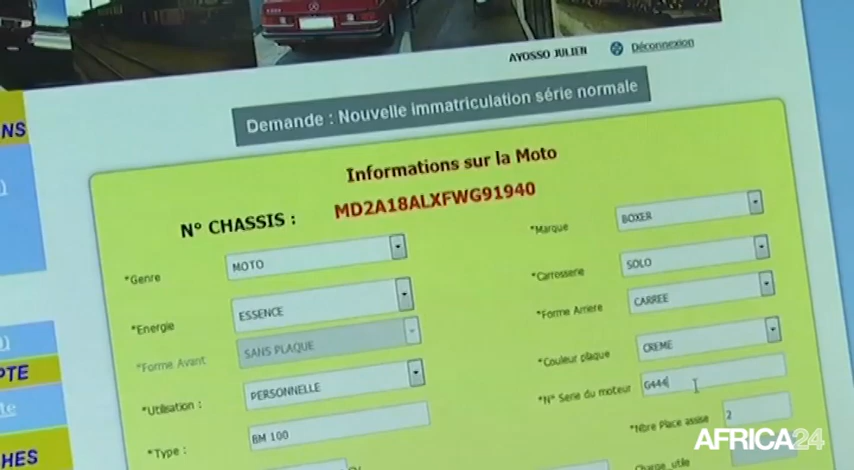 AYOSSO JULIEN Déconnexion
NS
Demande : Nouvelle immatriculation série normale
Informations sur la Moto
N° CHASSIS : MD2A18ALXFWG91940
*Genre MOTO
*Marque BOXER
*Energie ESSENCE
*Carrosserie SOLO
*Forme Avant SANS PLAQUE
*Forme Arriere CARREE
*Utilisation : PERSONNELLE
*Couleur plaque CREME
*Type : BM 100
*N° Serie du moteur G444
*Nbre Place assise 2
Charge utile
PTE
te
HES
AFRICA24